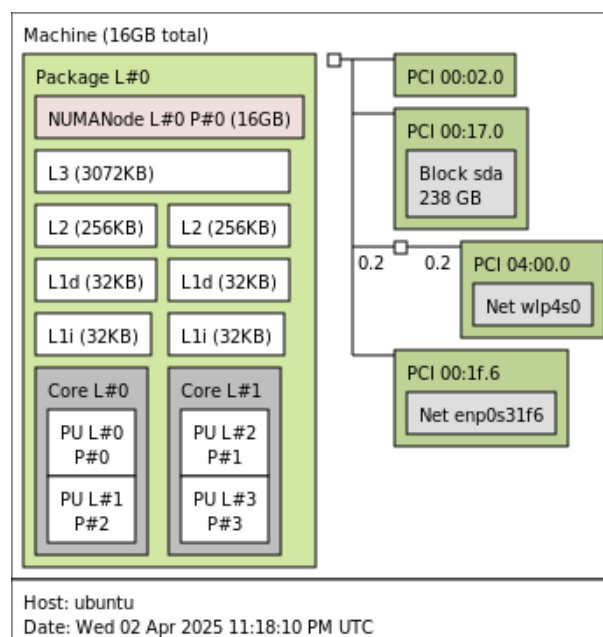 Machine (16GB total)
Package L#0
NUMANode L#0 P#0 (16GB)
L3 (3072KB)
L2 (256KB)
L2 (256KB)
L1d (32KB)
L1d (32KB)
L1i (32KB)
L1i (32KB)
Core L#0
PU L#0
P#0
PU L#1
P#2
Core L#1
PU L#2
P#1
PU L#3
P#3
PCI 00:02.0
PCI 00:17.0
Block sda
238 GB
0.2
0.2
PCI 04:00.0
Net wlp4s0
PCI 00:1f.6
Net enp0s31f6
Host: ubuntu
Date: Wed 02 Apr 2025 11:18:10 PM UTC